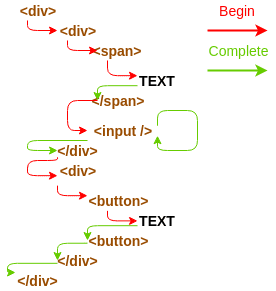 <div>
Begin
<div>
<span>
Complete
TEXT
</span>
<input />
</div>
<div>
<button>
TEXT
<button>
</div>
</div>